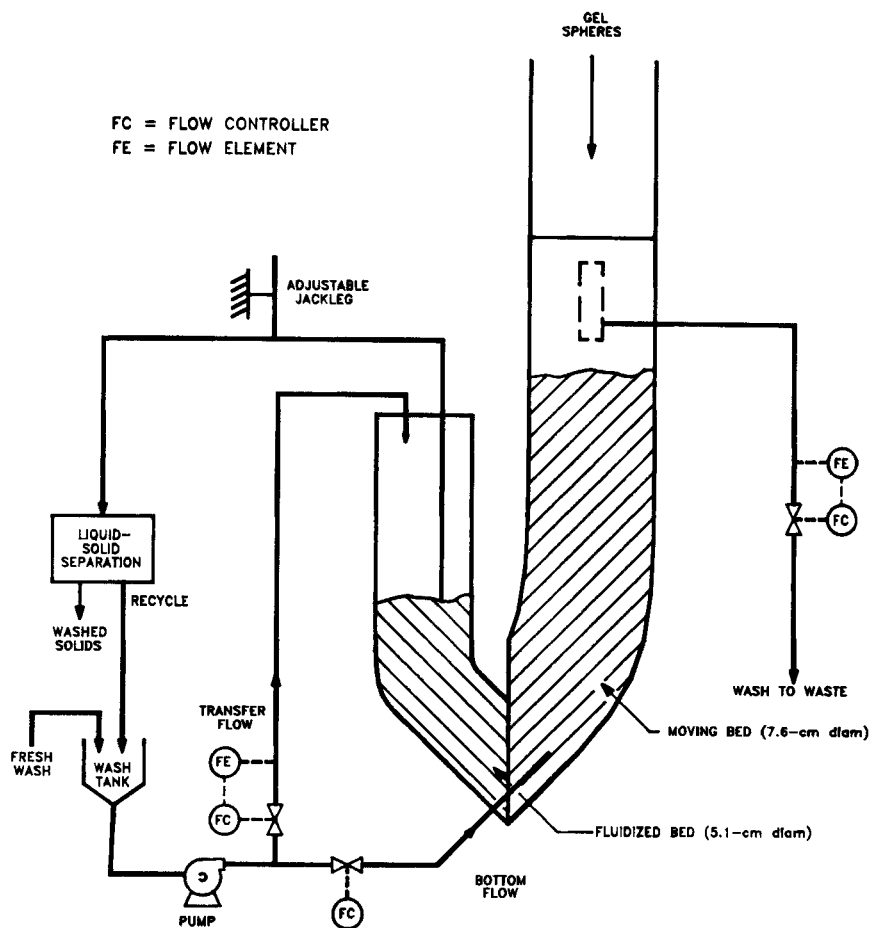 GEL
SPHERES
FC = FLOW CONTROLLER
FE = FLOW ELEMENT
ADJUSTABLE
JACKLEG
FE
FC
LIQUID-
SOLID
SEPARATION
RECYCLE
WASHED
SOLIDS
WASH TO WASTE
TRANSFER
FLOW
MOVING BED (7.6-cm diam)
FRESH
WASH
WASH
TANK
FE
FC
FLUIDIZED BED (5.1-cm diam)
BOTTOM
FLOW
PUMP
FC